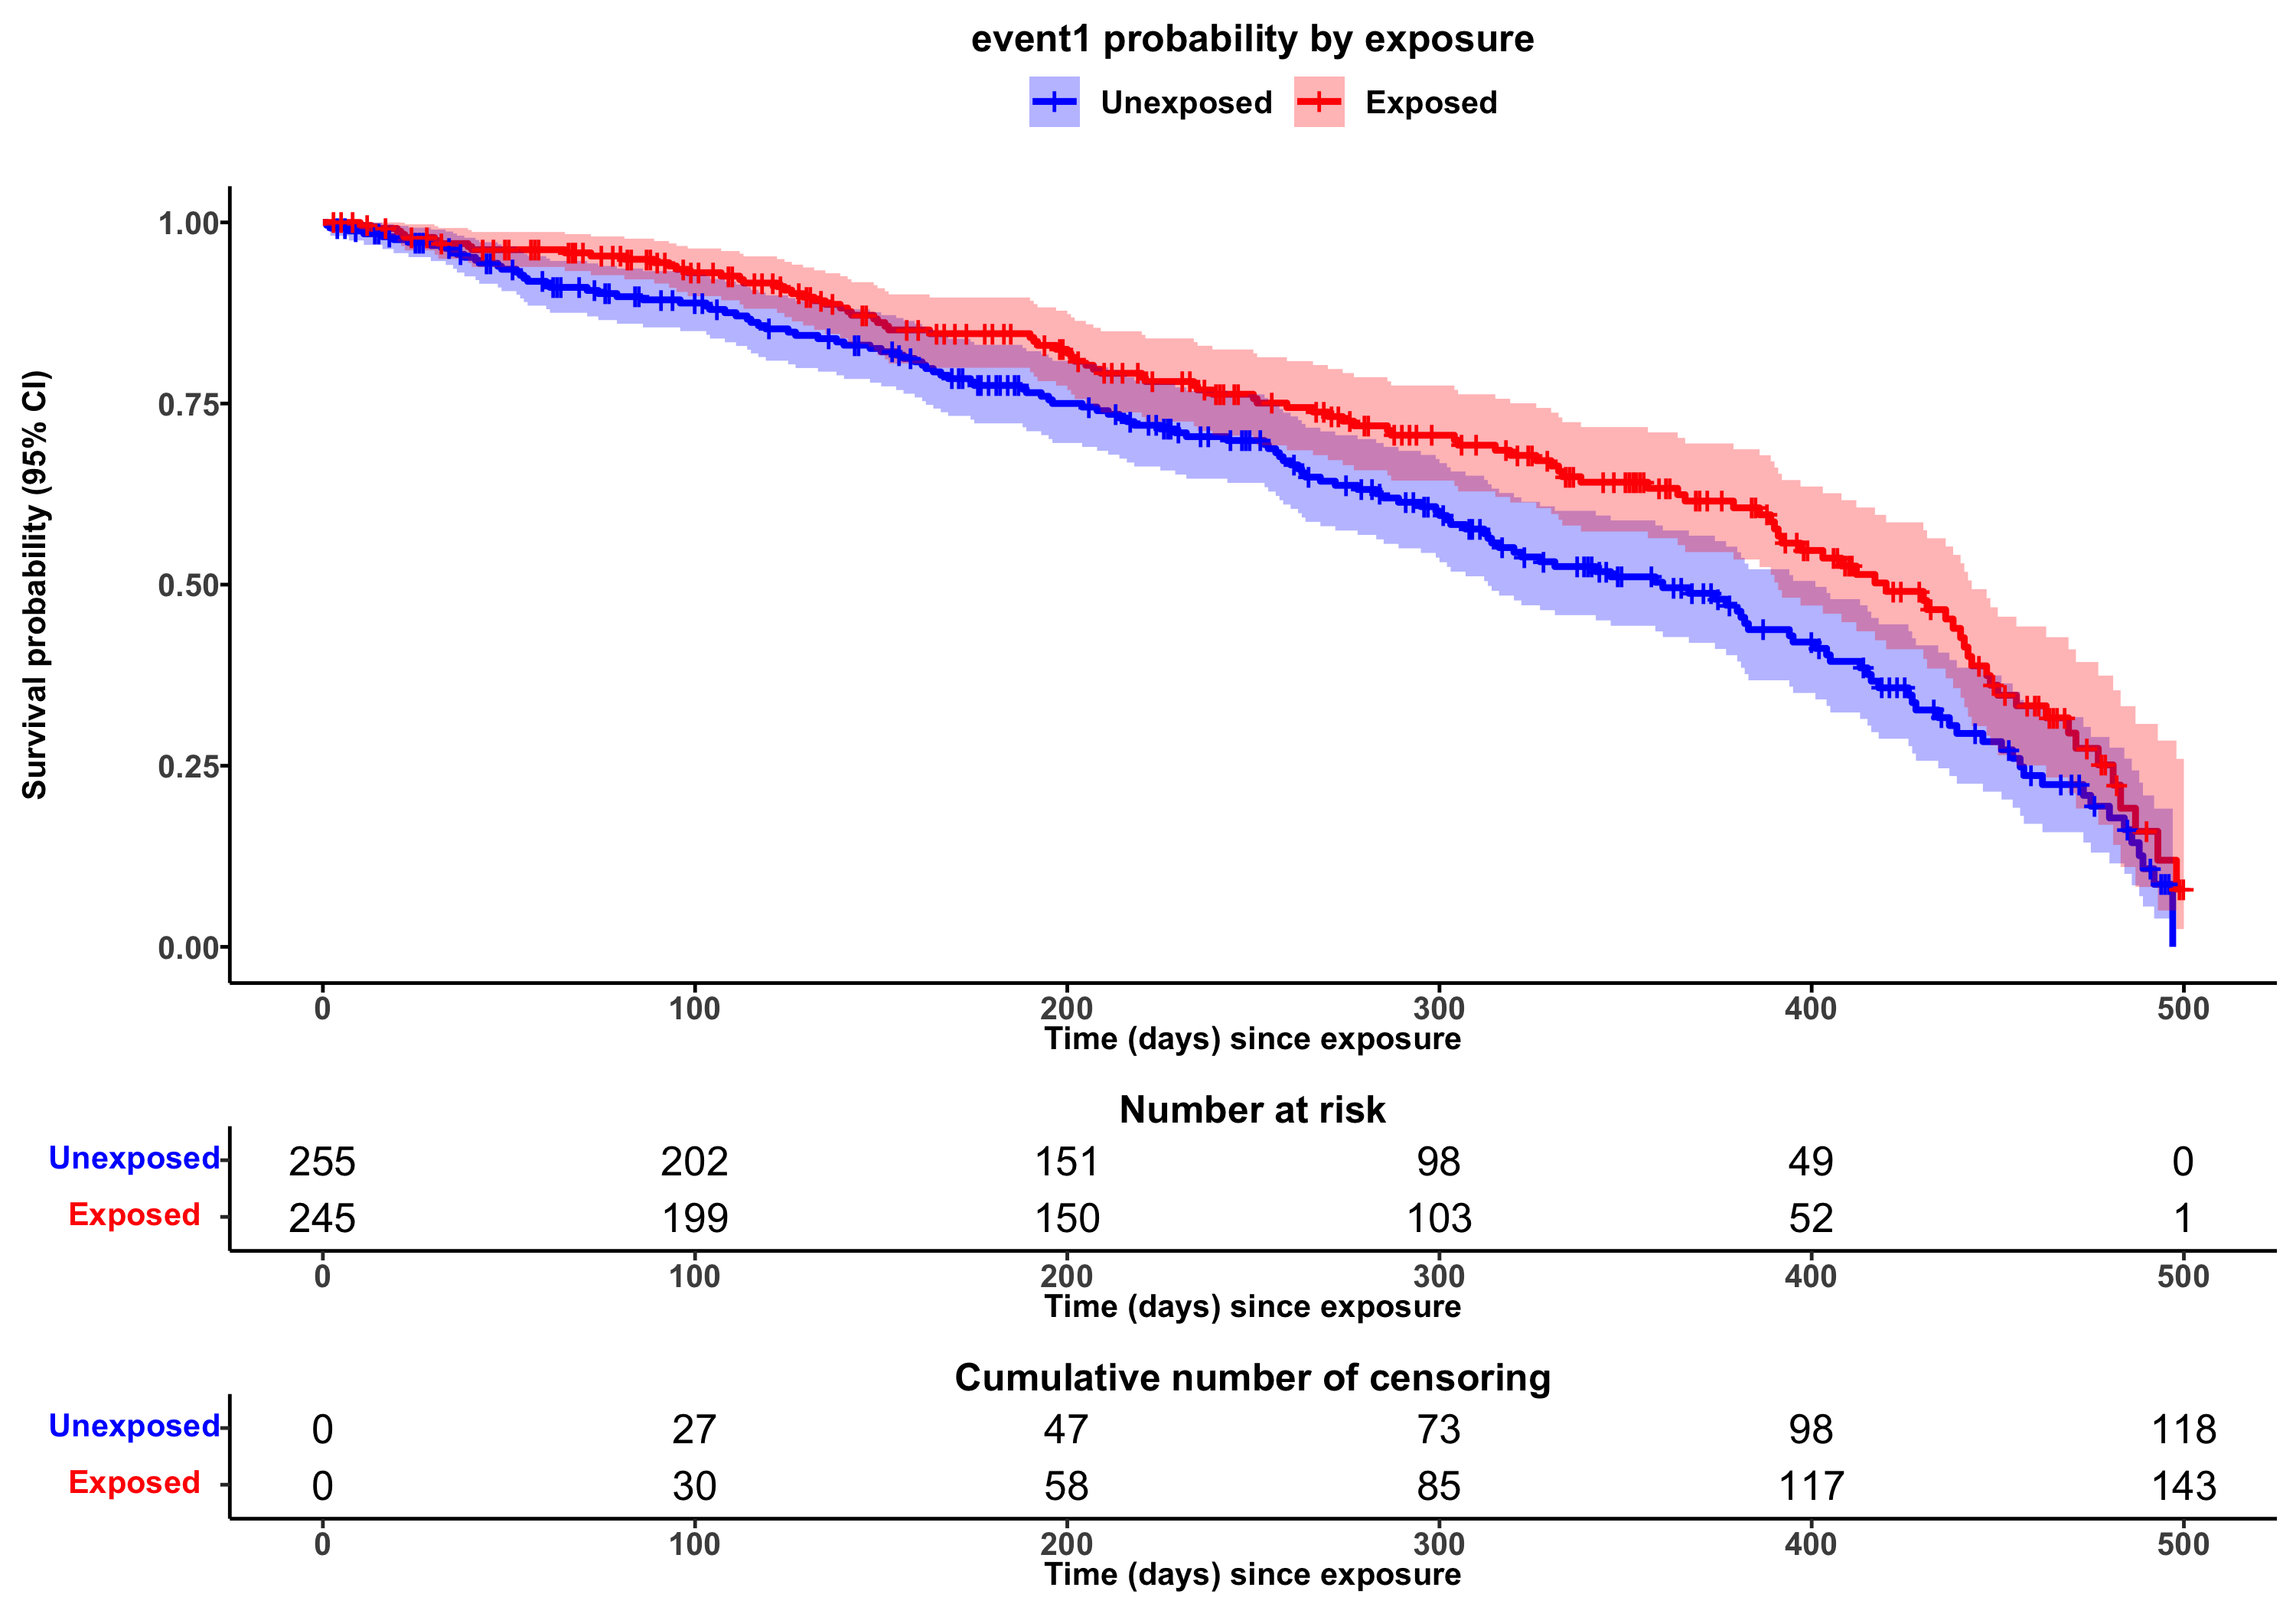 event1 probability by exposure
Unexposed Exposed
Survival probability (95% CI)
1.00
0.75
0.50
0.25
0.00
0 100 200 300 400 500
Time (days) since exposure
Number at risk
Unexposed 255 202 151 98 49 0
Exposed 245 199 150 103 52 1
0 100 200 300 400 500
Time (days) since exposure
Cumulative number of censoring
Unexposed 0 27 47 73 98 118
Exposed 0 30 58 85 117 143
0 100 200 300 400 500
Time (days) since exposure